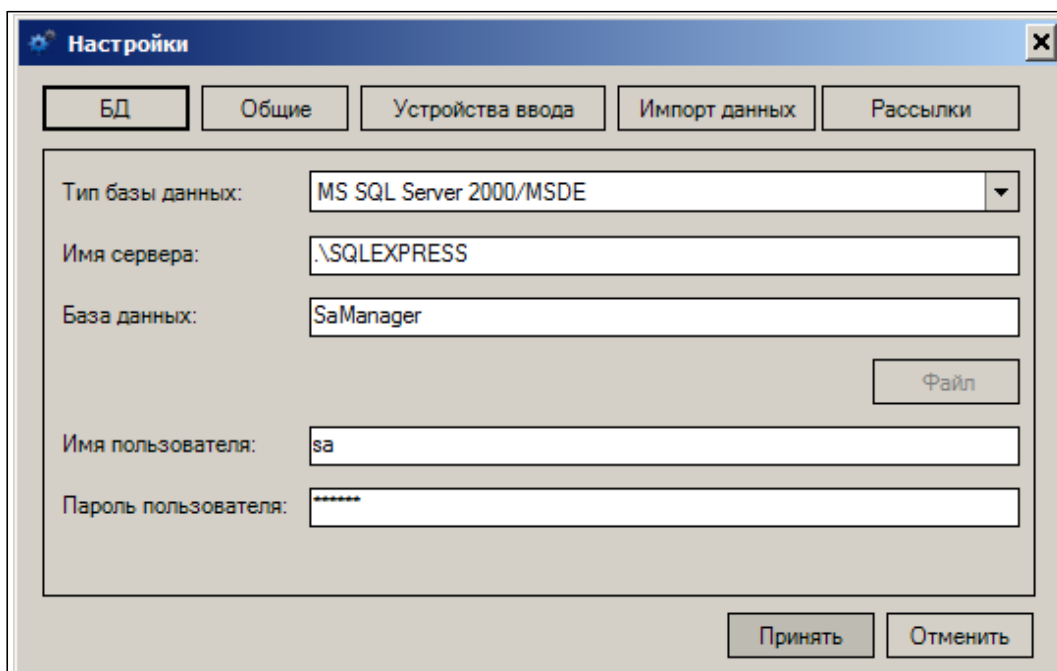 Настройки
БД Общие Устройства ввода Импорт данных Рассылки
Тип базы данных: MS SQL Server 2000/MSDE
Имя сервера: .\SQLEXPRESS
База данных: SaManager
Файл
Имя пользователя: sa
Пароль пользователя: ******
Принять Отменить